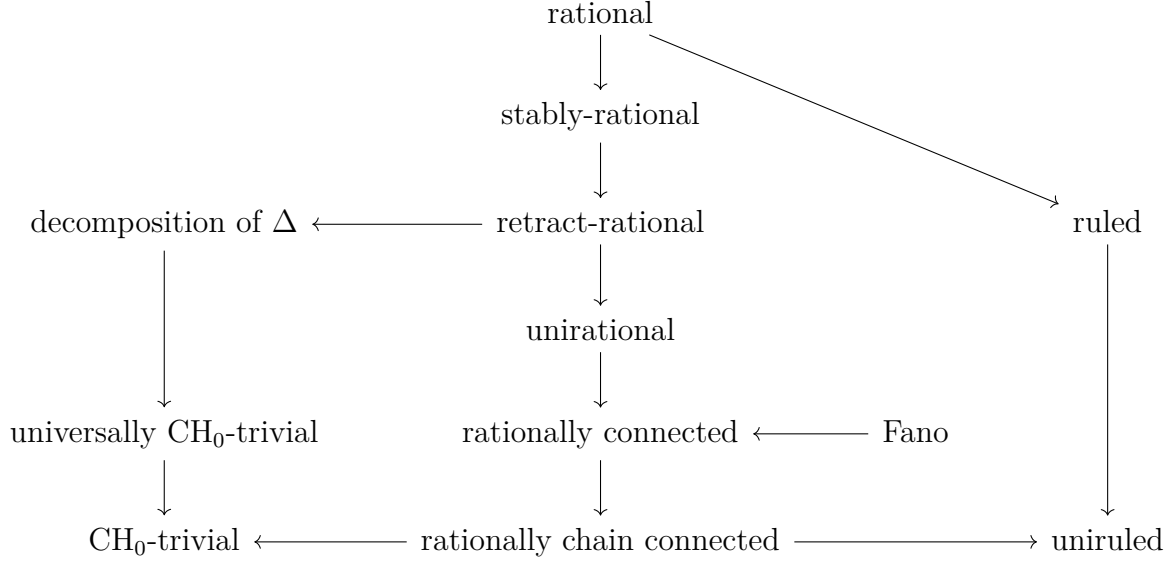 rational
stably-rational
decomposition of Δ
retract-rational
ruled
unirational
universally CH₀-trivial
rationally connected
Fano
CH₀-trivial
rationally chain connected
uniruled